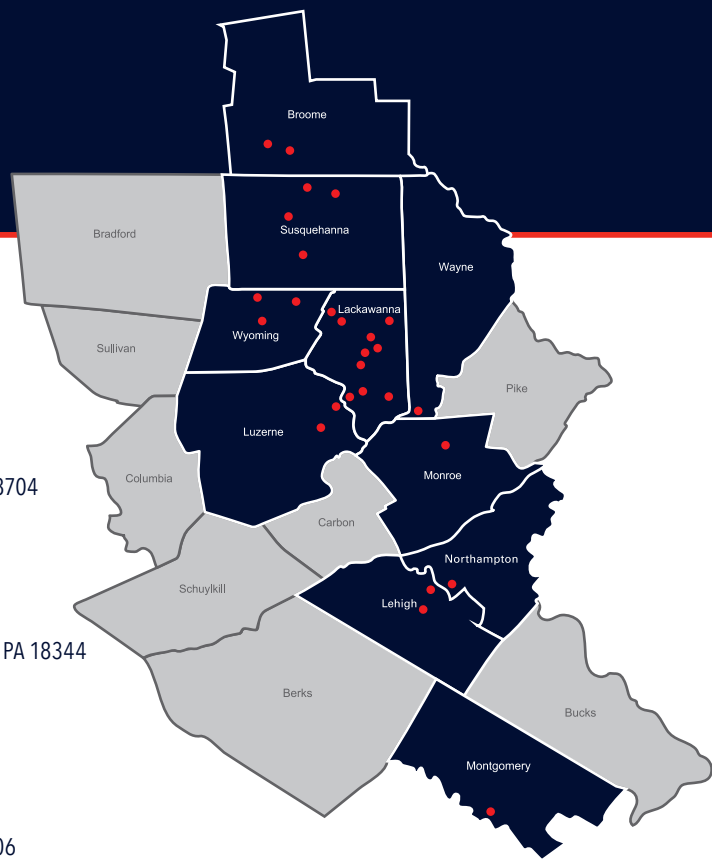 Broome
Bradford
Susquehanna
Wayne
Lackawanna
Wyoming
Sullivan
Pike
Luzerne
Columbia
Monroe
8704
Carbon
Northampton
Schuylkill
Lehigh
PA 18344
Berks
Bucks
Montgomery
06